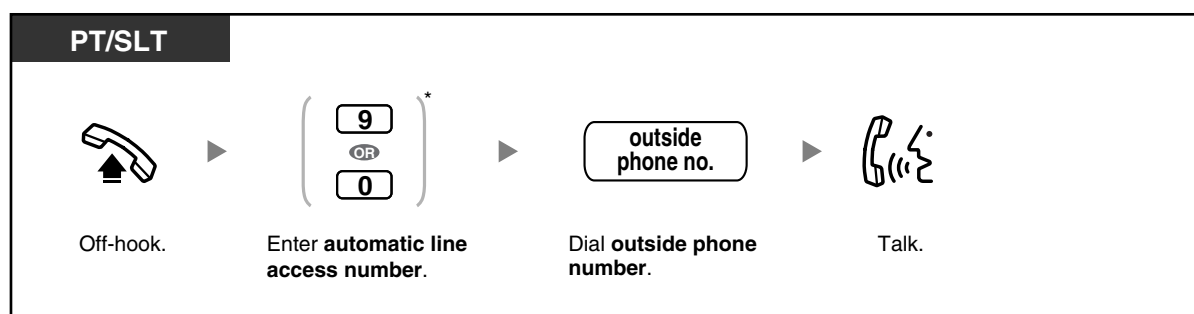 PT/SLT
*
9
OR
0
outside
phone no.
Off-hook.
Enter automatic line
access number.
Dial outside phone
number.
Talk.